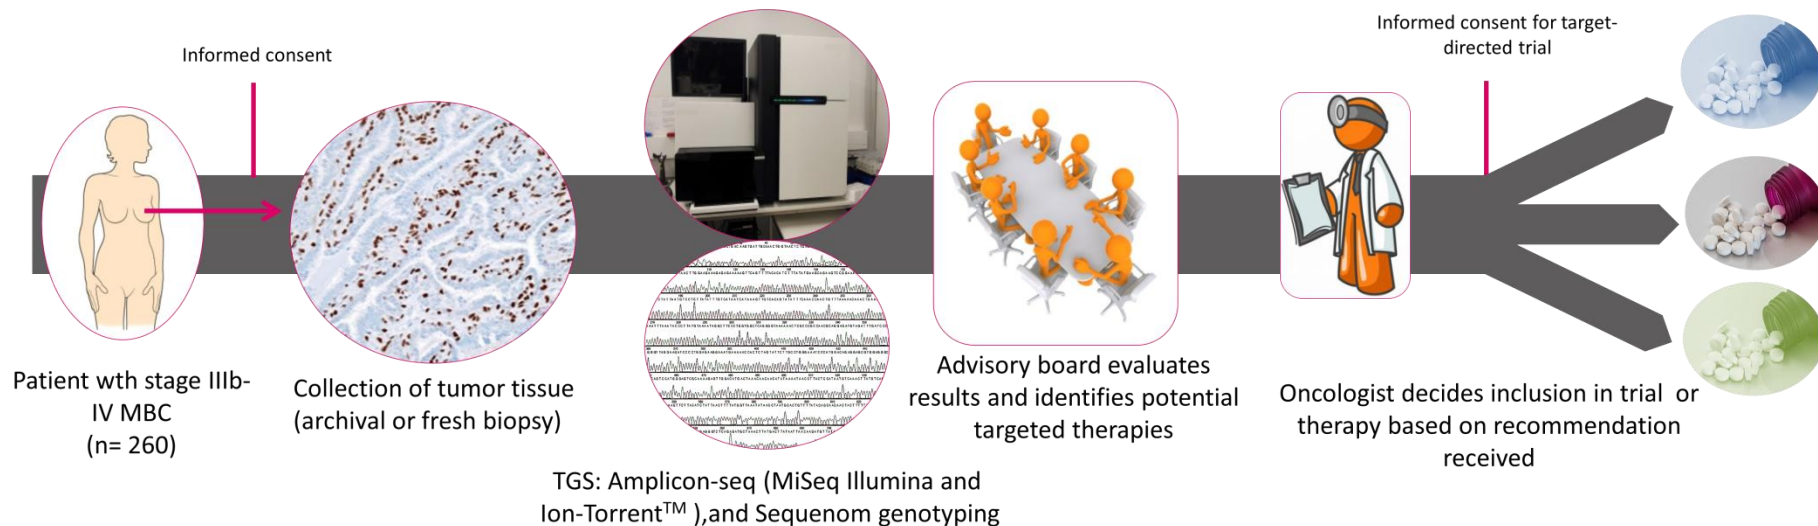 Informed consent
Informed consent for target-
directed trial
Patient wth stage IIIb-
IV MBC
(n= 260)
Collection of tumor tissue
(archival or fresh biopsy)
TGS: Amplicon-seq (MiSeq Illumina and
Ion-Torrent™ ),and Sequenom genotyping
Advisory board evaluates
results and identifies potential
targeted therapies
Oncologist decides inclusion in trial or
therapy based on recommendation
received